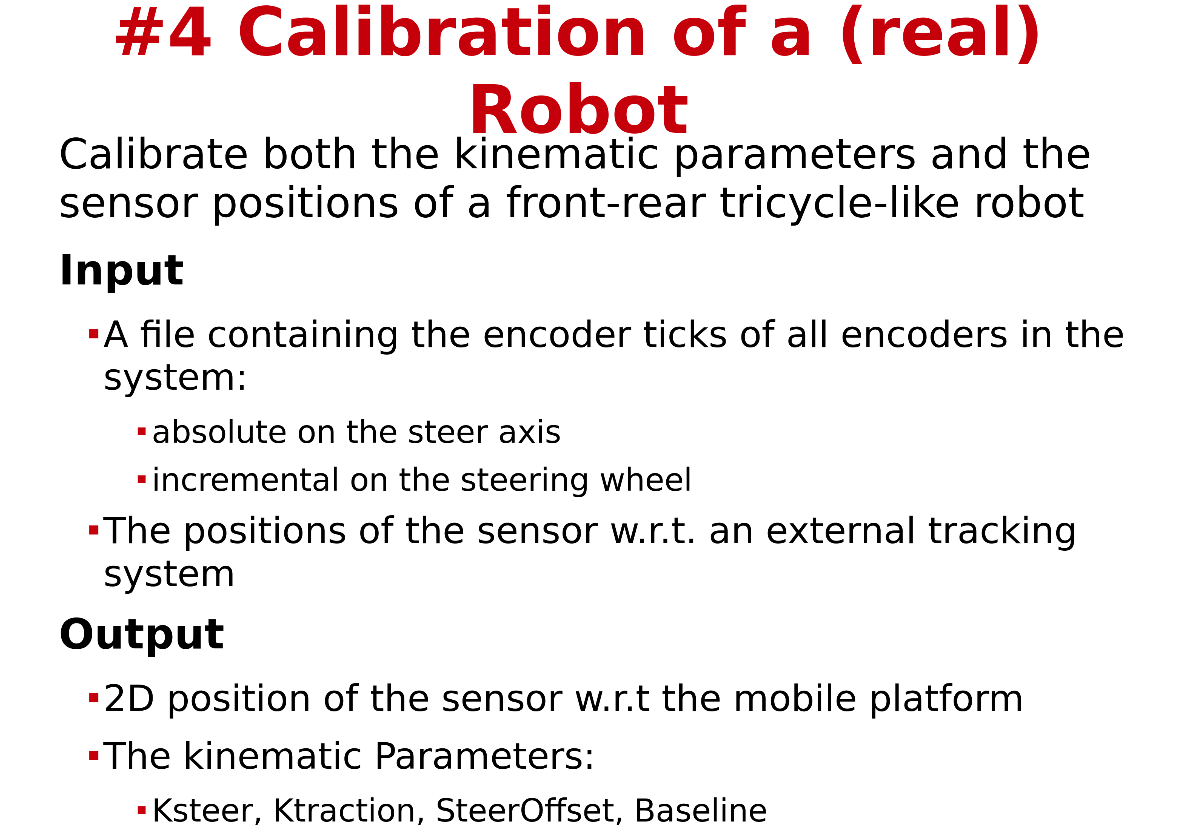 #4 Calibration of a (real)
Robot
Calibrate both the kinematic parameters and the
sensor positions of a front-rear tricycle-like robot
Input
▪A file containing the encoder ticks of all encoders in the
system:
▪absolute on the steer axis
▪incremental on the steering wheel
▪The positions of the sensor w.r.t. an external tracking
system
Output
▪2D position of the sensor w.r.t the mobile platform
▪The kinematic Parameters:
▪Ksteer, Ktraction, SteerOffset, Baseline